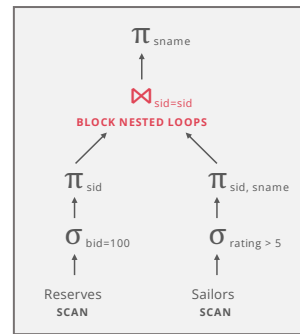 π sname
⋈ sid=sid
BLOCK NESTED LOOPS
π sid
π sid, sname
σ bid=100
σ rating > 5
Reserves
SCAN
Sailors
SCAN